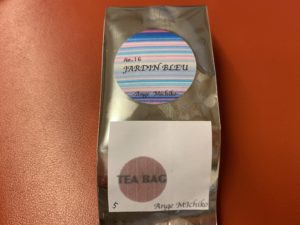 No.16
JARDIN BLEU
Ange Michiko
TEA BAG
5
Ange MIchiko